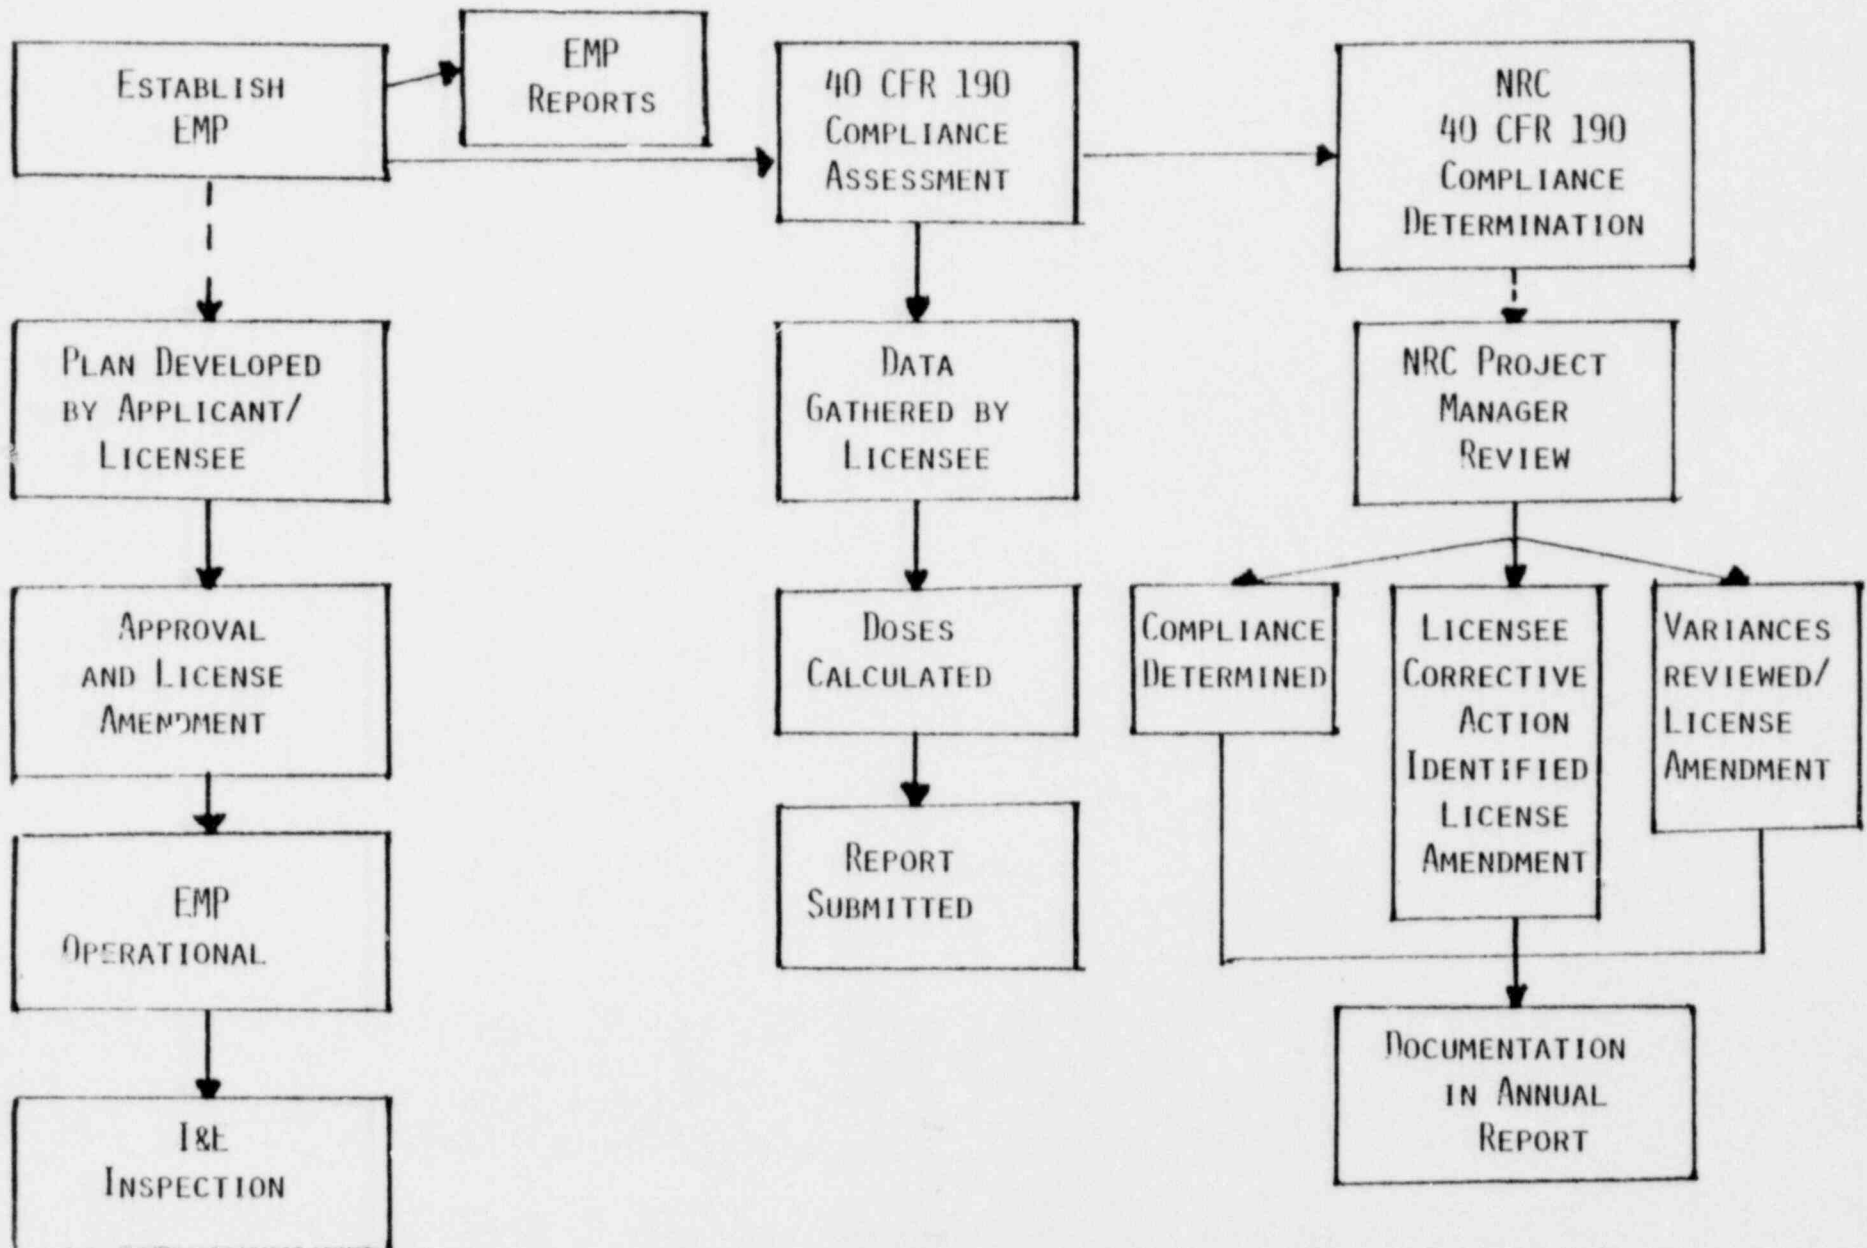 ESTABLISH
EMP
EMP
REPORTS
40 CFR 190
COMPLIANCE
ASSESSMENT
NRC
40 CFR 190
COMPLIANCE
DETERMINATION
PLAN DEVELOPED
BY APPLICANT/
LICENSEE
DATA
GATHERED BY
LICENSEE
NRC PROJECT
MANAGER
REVIEW
APPROVAL
AND LICENSE
AMENDMENT
DOSES
CALCULATED
COMPLIANCE
DETERMINED
LICENSEE
CORRECTIVE
ACTION
IDENTIFIED
LICENSE
AMENDMENT
VARIANCES
REVIEWED/
LICENSE
AMENDMENT
EMP
OPERATIONAL
REPORT
SUBMITTED
I&E
INSPECTION
DOCUMENTATION
IN ANNUAL
REPORT